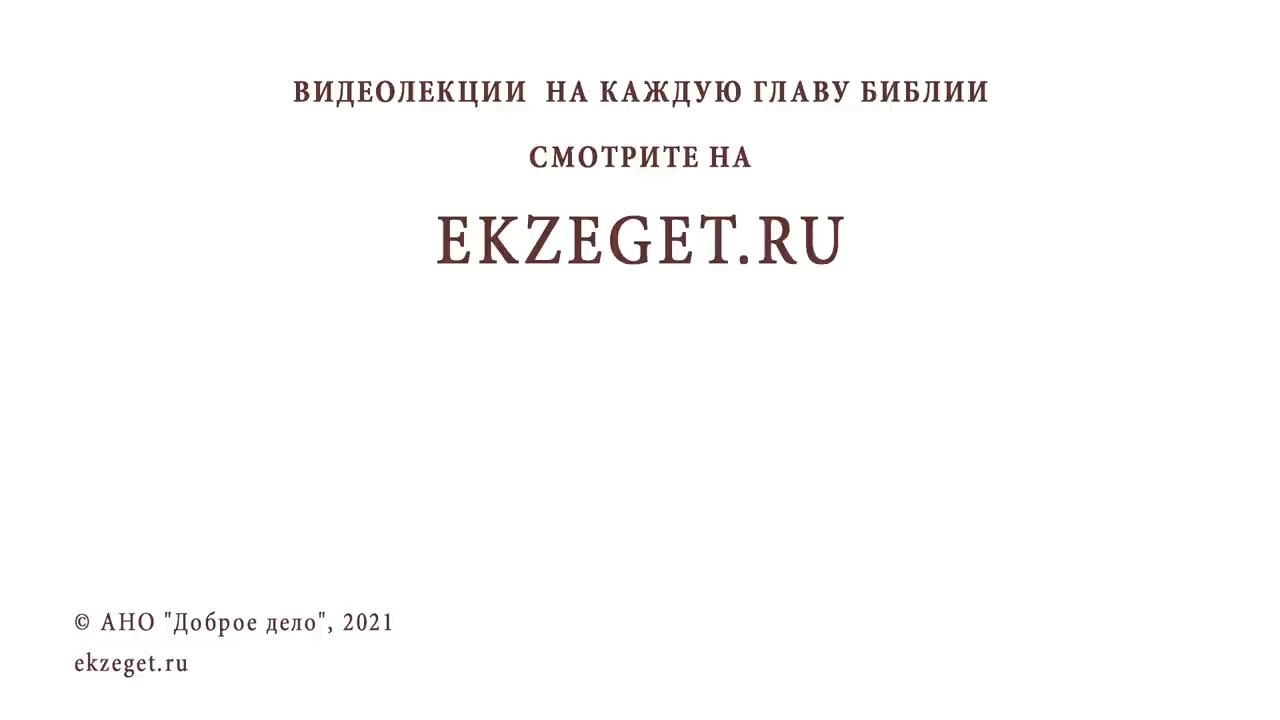 ВИДЕОЛЕКЦИИ НА КАЖДУЮ ГЛАВУ БИБЛИИ
СМОТРИТЕ НА
EKZEGET.RU
© АНО "Доброе дело", 2021
ekzeget.ru